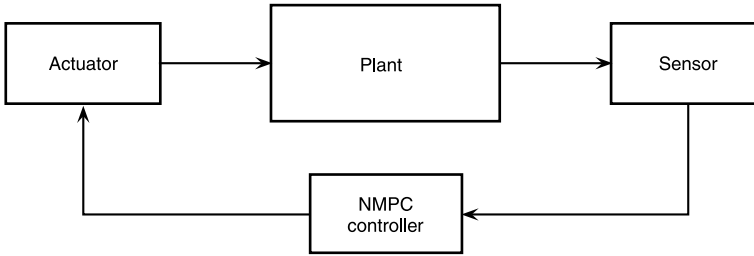 Actuator
Plant
Sensor
NMPC
controller